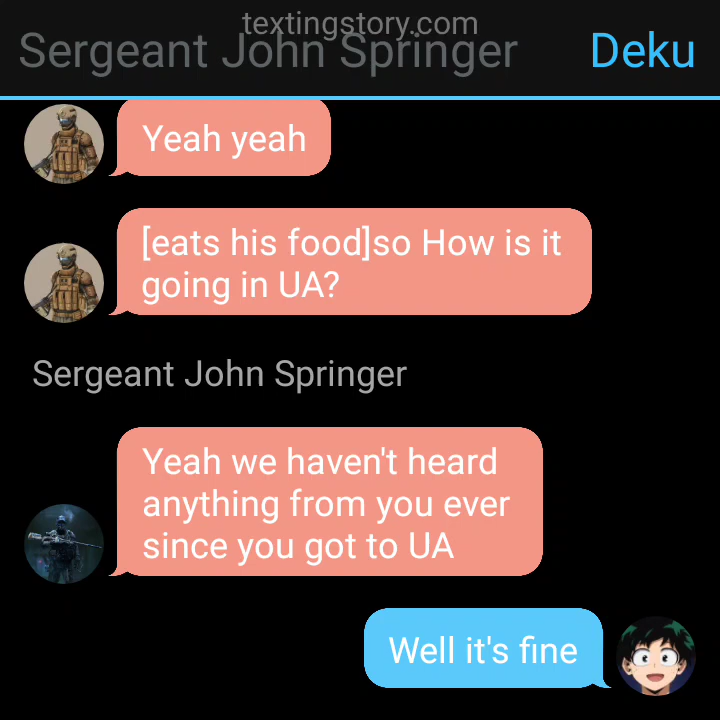 textingstory.com
Sergeant John Springer
Deku
Yeah yeah
[eats his food]so How is it
going in UA?
Sergeant John Springer
Yeah we haven't heard
anything from you ever
since you got to UA
Well it's fine